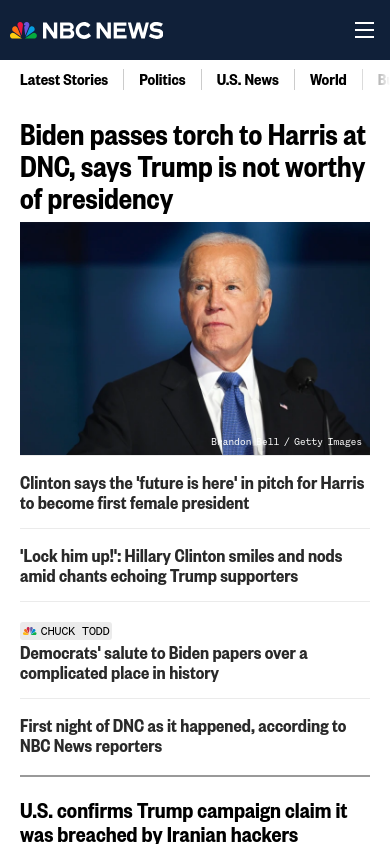 NBC NEWS
Latest Stories
Politics
U.S. News
World
Biden passes torch to Harris at
DNC, says Trump is not worthy
of presidency
Brandon Bell / Getty Images
Clinton says the 'future is here' in pitch for Harris
to become first female president
'Lock him up!': Hillary Clinton smiles and nods
amid chants echoing Trump supporters
CHUCK TODD
Democrats' salute to Biden papers over a
complicated place in history
First night of DNC as it happened, according to
NBC News reporters
U.S. confirms Trump campaign claim it
was breached by Iranian hackers